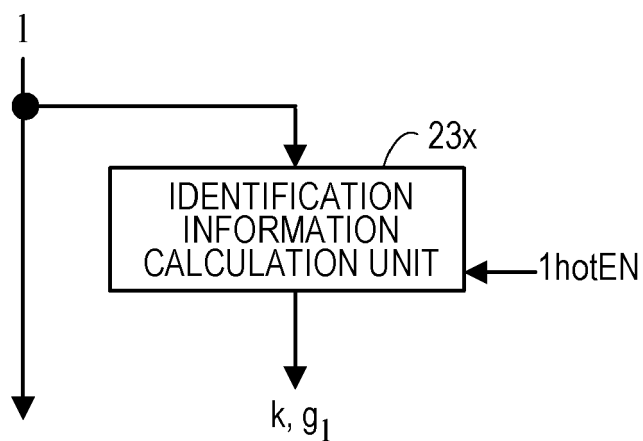 1
23x
IDENTIFICATION
INFORMATION
CALCULATION UNIT
1hotEN
k, g₁